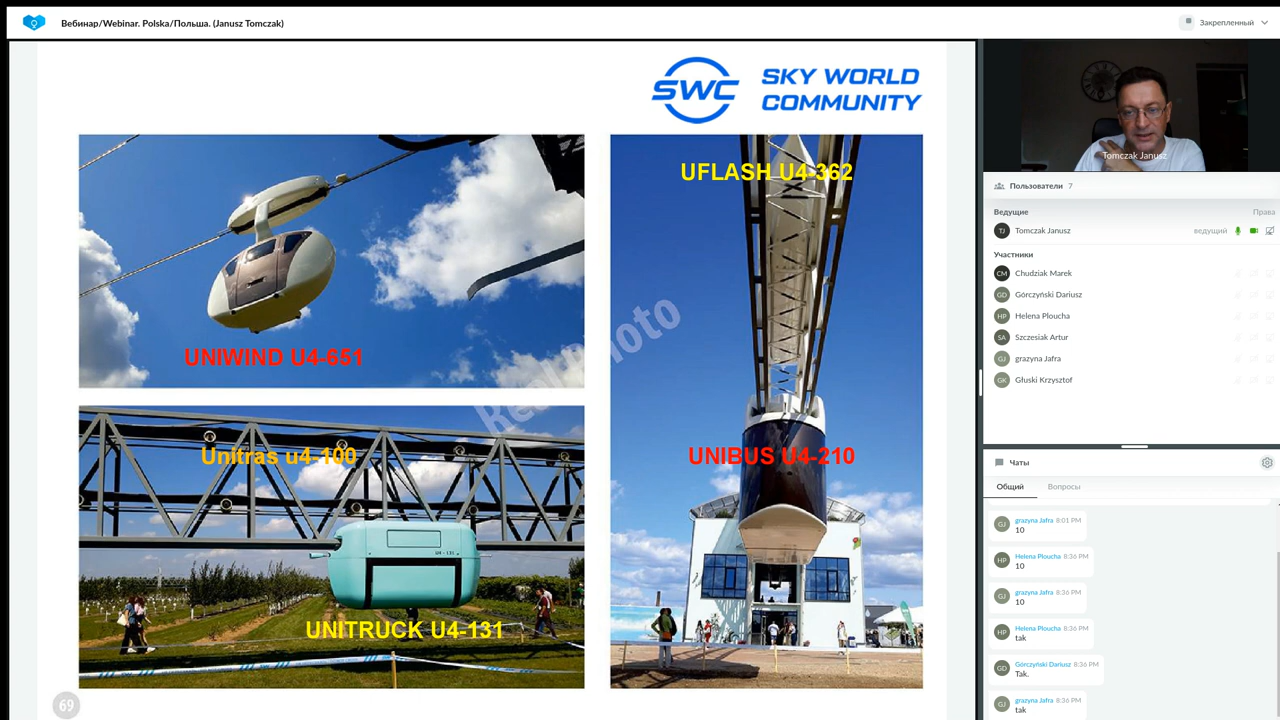 Вебинар/Webinar. Polska/Польша. (Janusz Tomczak)
Закрепленный
SWC
SKY WORLD
COMMUNITY
UNIWIND U4-651
UFLASH U4-362
Unitras u4-100
UNIBUS U4-210
UNITRUCK U4-131
69
Tomczak Janusz
Пользователи 7
Ведущие
Права
TJ Tomczak Janusz ведущий
Участники
CM Chudziak Marek
GD Górczyński Dariusz
HP Helena Ploucha
SA Szczesiak Artur
GJ grazyna Jafra
GK Głuski Krzysztof
Чаты
Общий Вопросы
GJ grazyna Jafra 8:01 PM
10
HP Helena Ploucha 8:36 PM
10
GJ grazyna Jafra 8:36 PM
10
HP Helena Ploucha 8:36 PM
tak
GD Górczyński Dariusz 8:36 PM
Tak.
GJ grazyna Jafra 8:36 PM
tak